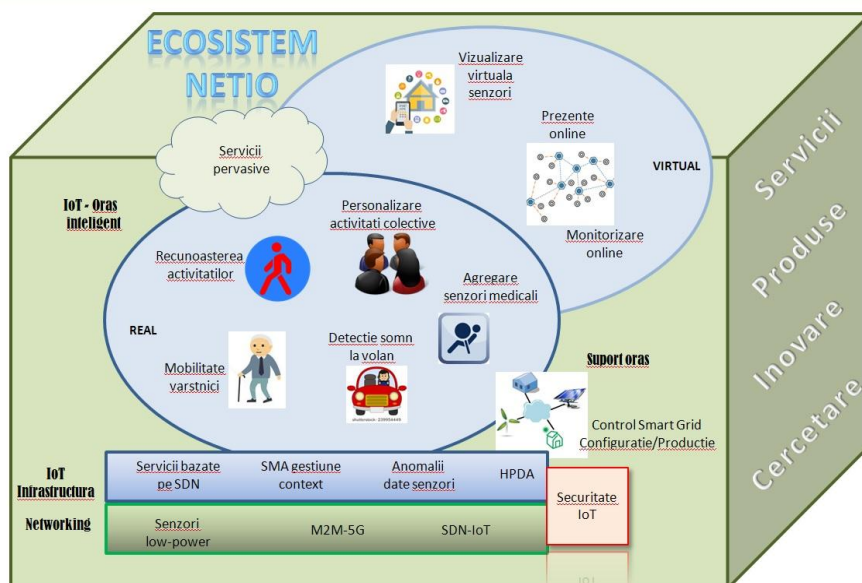 ECOSISTEM
NETIO
Vizualizare
virtuala
senzori
Prezente
online
VIRTUAL
Monitorizare
online
Servicii
pervasive
IoT - Oras
inteligent
Personalizare
activitati colective
Recunoasterea
activitatilor
Agregare
senzori medicali
REAL
Detectie somn
la volan
Mobilitate
varstnici
Suport oras
Control Smart Grid
Configuratie/Productie
Servicii
Produse
Inovare
Cercetare
IoT
Infrastructura
Servicii bazate
pe SDN
SMA gestiune
context
Anomalii
date senzori
HPDA
Securitate
IoT
Networking
Senzori
low-power
M2M-5G
SDN-IoT